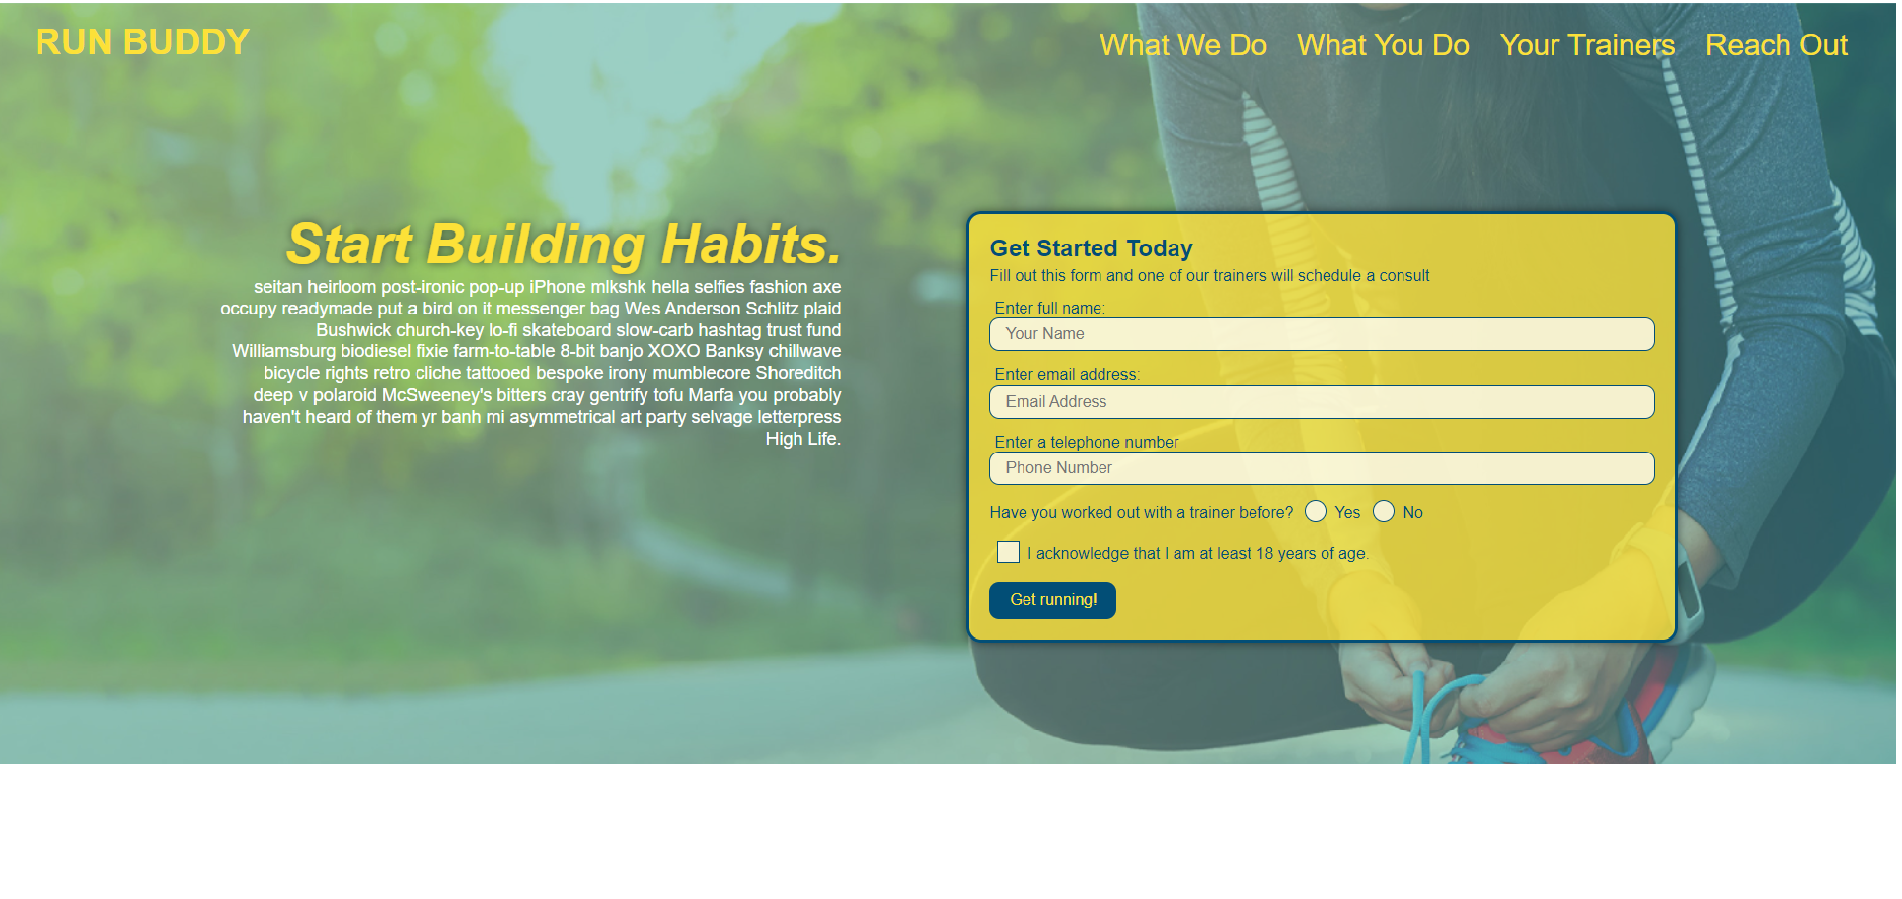 RUN BUDDY
What We Do What You Do Your Trainers Reach Out
Start Building Habits.
seitan heirloom post-ironic pop-up iPhone mlkshk hella selfies fashion axe
occupy readymade put a bird on it messenger bag Wes Anderson Schlitz plaid
Bushwick church-key lo-fi skateboard slow-carb hashtag trust fund
Williamsburg biodiesel fixie farm-to-table 8-bit banjo XOXO Banksy chillwave
bicycle rights retro cliche tattooed bespoke irony mumblecore Shoreditch
deep v polaroid McSweeney's bitters cray gentrify tofu Marfa you probably
haven't heard of them yr banh mi asymmetrical art party selvage letterpress
High Life.
Get Started Today
Fill out this form and one of our trainers will schedule a consult
Enter full name:
Your Name
Enter email address:
Email Address
Enter a telephone number
Phone Number
Have you worked out with a trainer before? Yes No
I acknowledge that I am at least 18 years of age.
Get running!